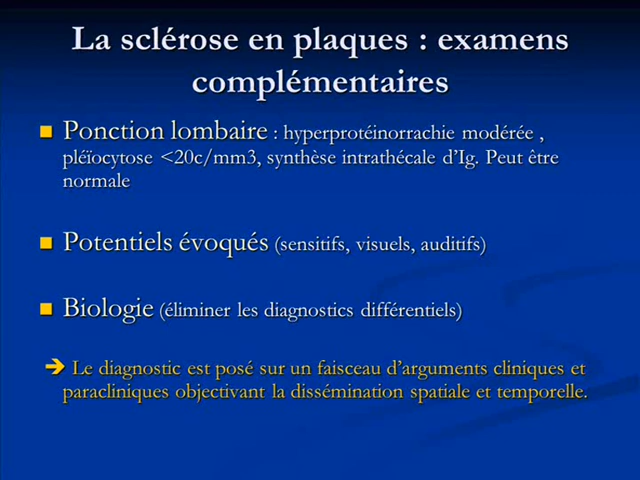 La sclérose en plaques : examens
complémentaires
Ponction lombaire : hyperprotéinorrachie modérée ,
pléïocytose <20c/mm3, synthèse intrathécale d'Ig. Peut être
normale
Potentiels évoqués (sensitifs, visuels, auditifs)
Biologie (éliminer les diagnostics différentiels)
➔ Le diagnostic est posé sur un faisceau d'arguments cliniques et
paracliniques objectivant la dissémination spatiale et temporelle.